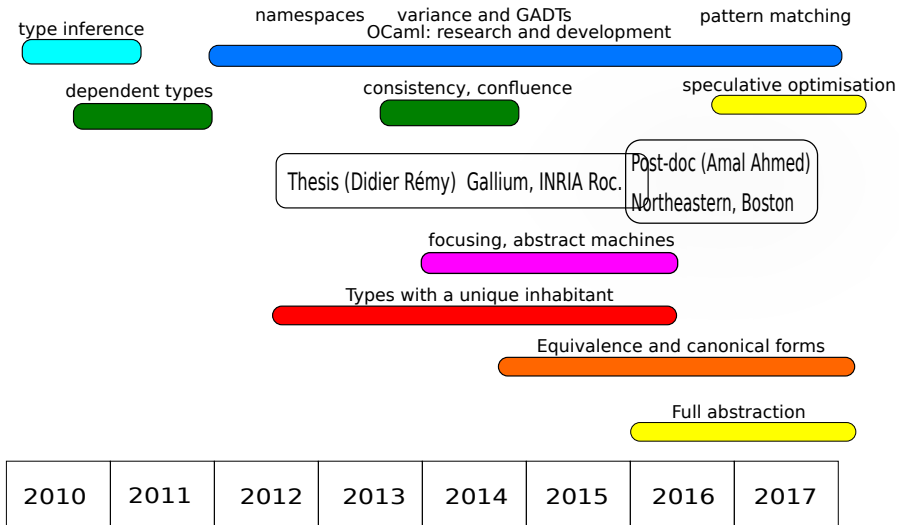 namespaces variance and GADTs pattern matching
type inference
OCaml: research and development
dependent types consistency, confluence speculative optimisation
Thesis (Didier Rémy) Gallium, INRIA Roc.
Post-doc (Amal Ahmed)
Northeastern, Boston
focusing, abstract machines
Types with a unique inhabitant
Equivalence and canonical forms
Full abstraction
2010 2011 2012 2013 2014 2015 2016 2017